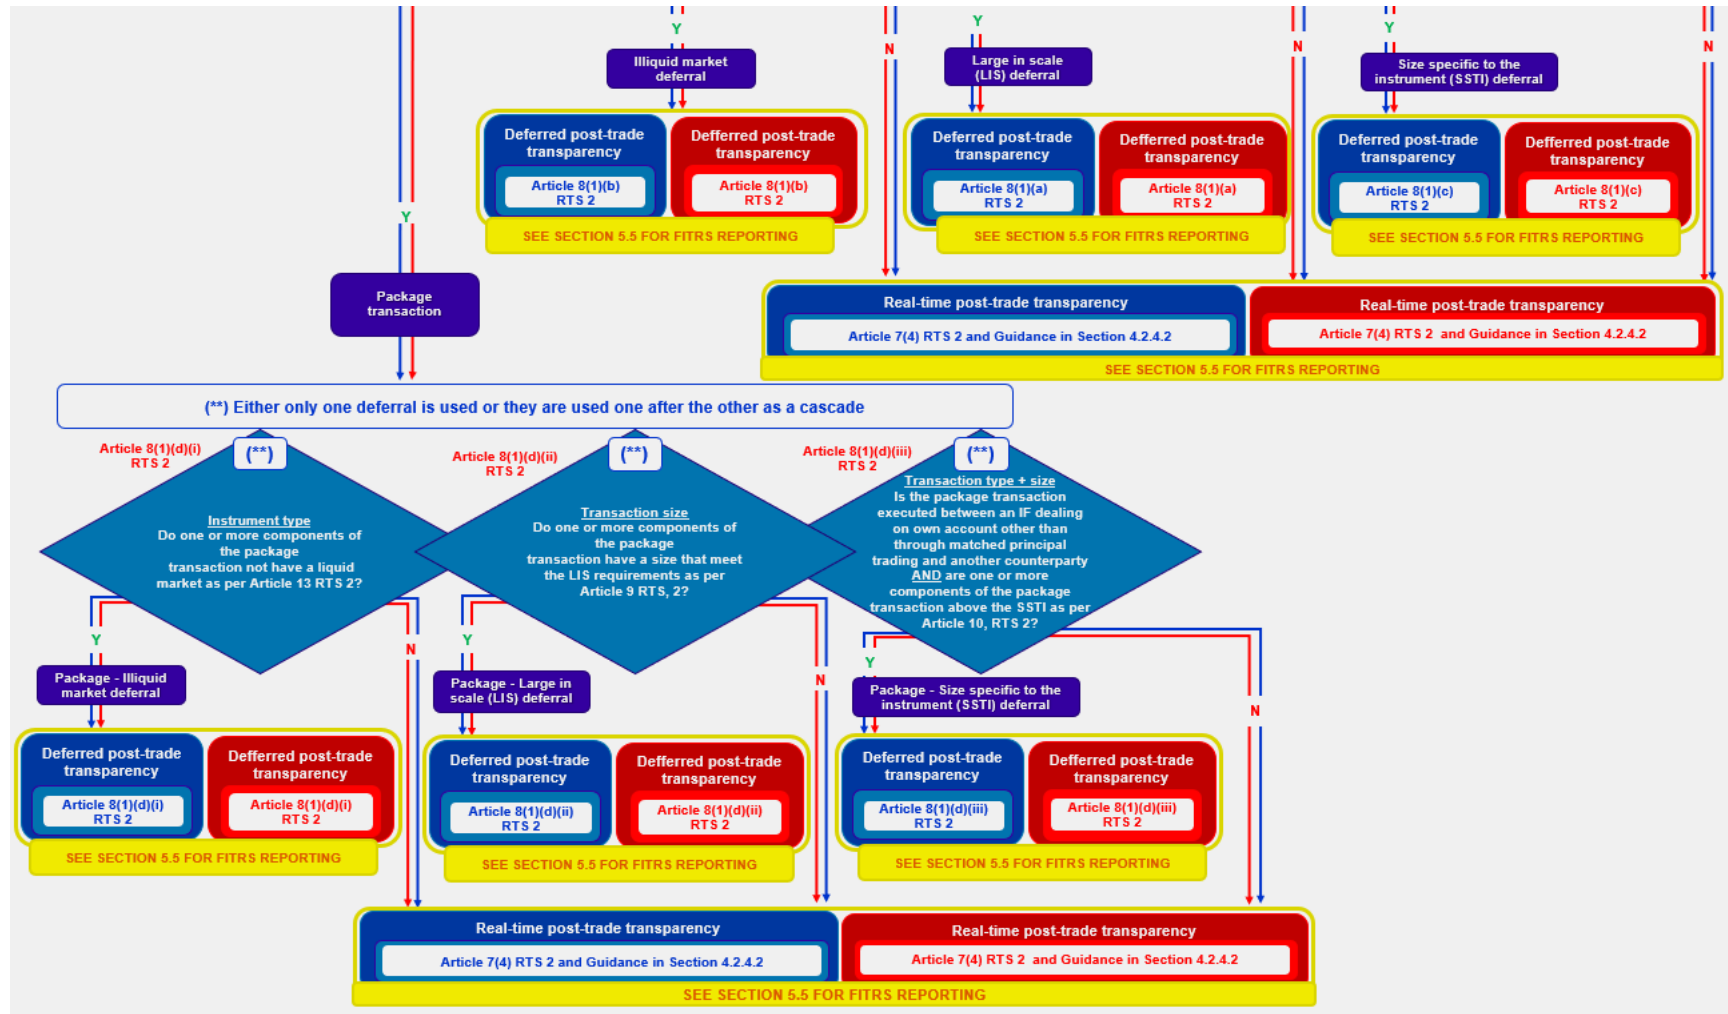 Y
Y
Y
N
N
N
Illiquid market
deferral
Large in scale
(LIS) deferral
Size specific to the
instrument (SSTI) deferral
Deferred post-trade
transparency
Article 8(1)(b)
RTS 2
Defferred post-trade
transparency
Article 8(1)(b)
RTS 2
SEE SECTION 5.5 FOR FITRS REPORTING
Deferred post-trade
transparency
Article 8(1)(a)
RTS 2
Defferred post-trade
transparency
Article 8(1)(a)
RTS 2
SEE SECTION 5.5 FOR FITRS REPORTING
Deferred post-trade
transparency
Article 8(1)(c)
RTS 2
Defferred post-trade
transparency
Article 8(1)(c)
RTS 2
SEE SECTION 5.5 FOR FITRS REPORTING
Y
Package
transaction
Real-time post-trade transparency
Article 7(4) RTS 2 and Guidance in Section 4.2.4.2
Real-time post-trade transparency
Article 7(4) RTS 2 and Guidance in Section 4.2.4.2
SEE SECTION 5.5 FOR FITRS REPORTING
(**) Either only one deferral is used or they are used one after the other as a cascade
Article 8(1)(d)(i)
RTS 2
(**)
Instrument type
Do one or more components of
the package
transaction not have a liquid
market as per Article 13 RTS 2?
Article 8(1)(d)(ii)
RTS 2
(**)
Transaction size
Do one or more components of
the package
transaction have a size that meet
the LIS requirements as per
Article 9 RTS, 2?
Article 8(1)(d)(iii)
RTS 2
(**)
Transaction type + size
Is the package transaction
executed between an IF dealing
on own account other than
through matched principal
trading and another counterparty
AND are one or more
components of the package
transaction above the SSTI as per
Article 10, RTS 2?
Y
N
Y
N
Y
N
Package - Illiquid
market deferral
Package - Large in
scale (LIS) deferral
Package - Size specific to the
instrument (SSTI) deferral
Deferred post-trade
transparency
Article 8(1)(d)(i)
RTS 2
Defferred post-trade
transparency
Article 8(1)(d)(i)
RTS 2
SEE SECTION 5.5 FOR FITRS REPORTING
Deferred post-trade
transparency
Article 8(1)(d)(ii)
RTS 2
Defferred post-trade
transparency
Article 8(1)(d)(ii)
RTS 2
SEE SECTION 5.5 FOR FITRS REPORTING
Deferred post-trade
transparency
Article 8(1)(d)(iii)
RTS 2
Defferred post-trade
transparency
Article 8(1)(d)(iii)
RTS 2
SEE SECTION 5.5 FOR FITRS REPORTING
Real-time post-trade transparency
Article 7(4) RTS 2 and Guidance in Section 4.2.4.2
Real-time post-trade transparency
Article 7(4) RTS 2 and Guidance in Section 4.2.4.2
SEE SECTION 5.5 FOR FITRS REPORTING